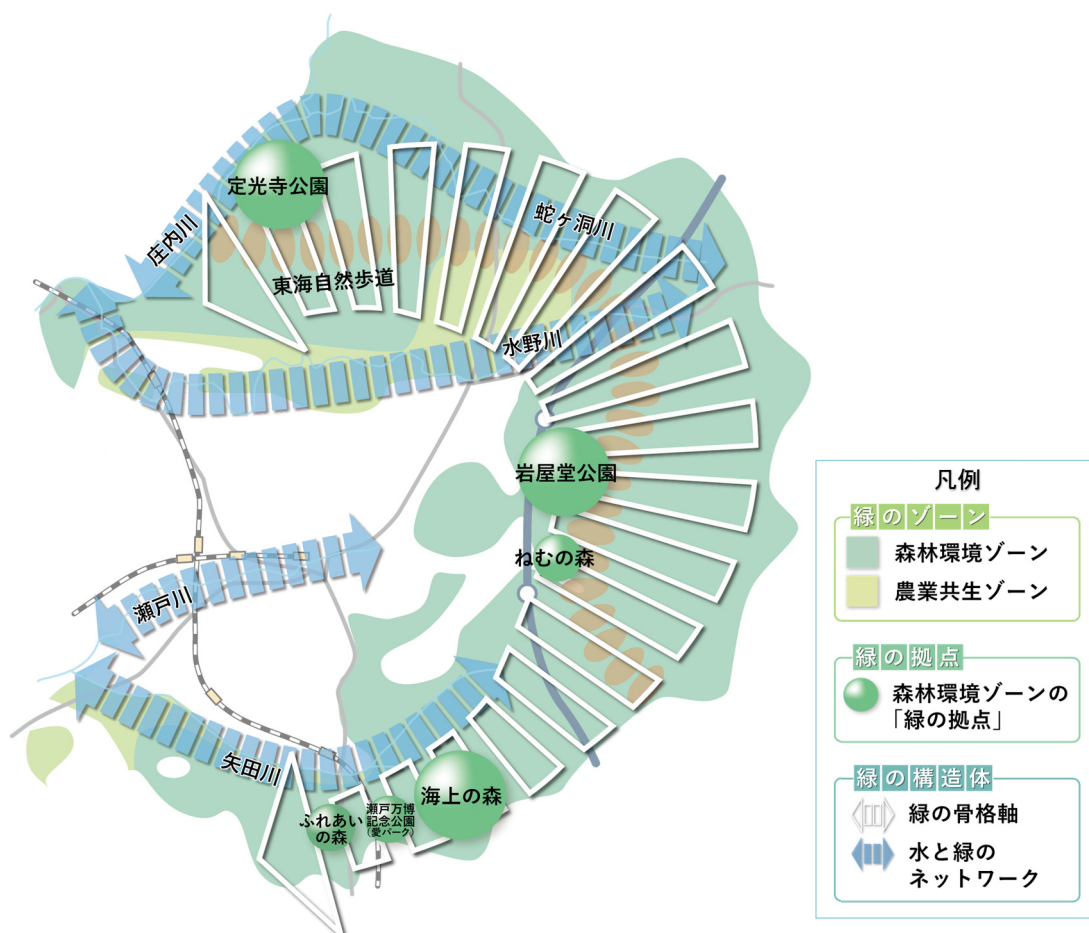 定光寺公園
庄内川
蛇ヶ洞川
東海自然歩道
水野川
岩屋堂公園
ねむの森
瀬戸川
矢田川
海上の森
瀬戸万博
記念公園
(愛パーク)
ふれあい
の森
凡例
緑のゾーン
森林環境ゾーン
農業共生ゾーン
緑の拠点
森林環境ゾーンの
「緑の拠点」
緑の構造体
緑の骨格軸
水と緑の
ネットワーク